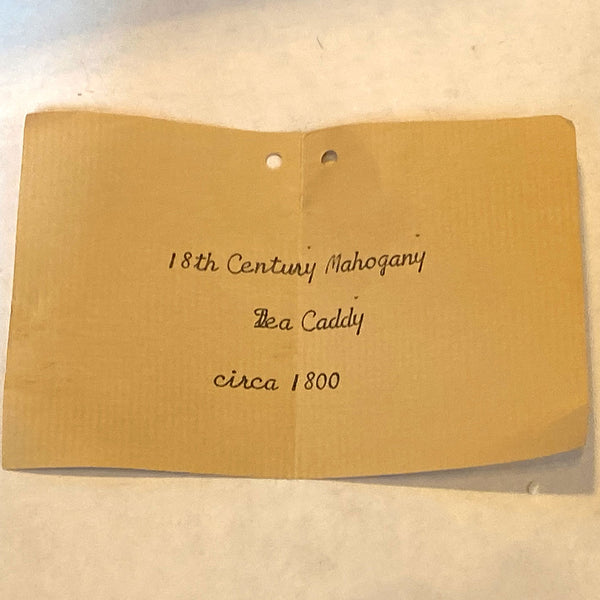 18th Century Mahogany
Tea Caddy
circa 1800